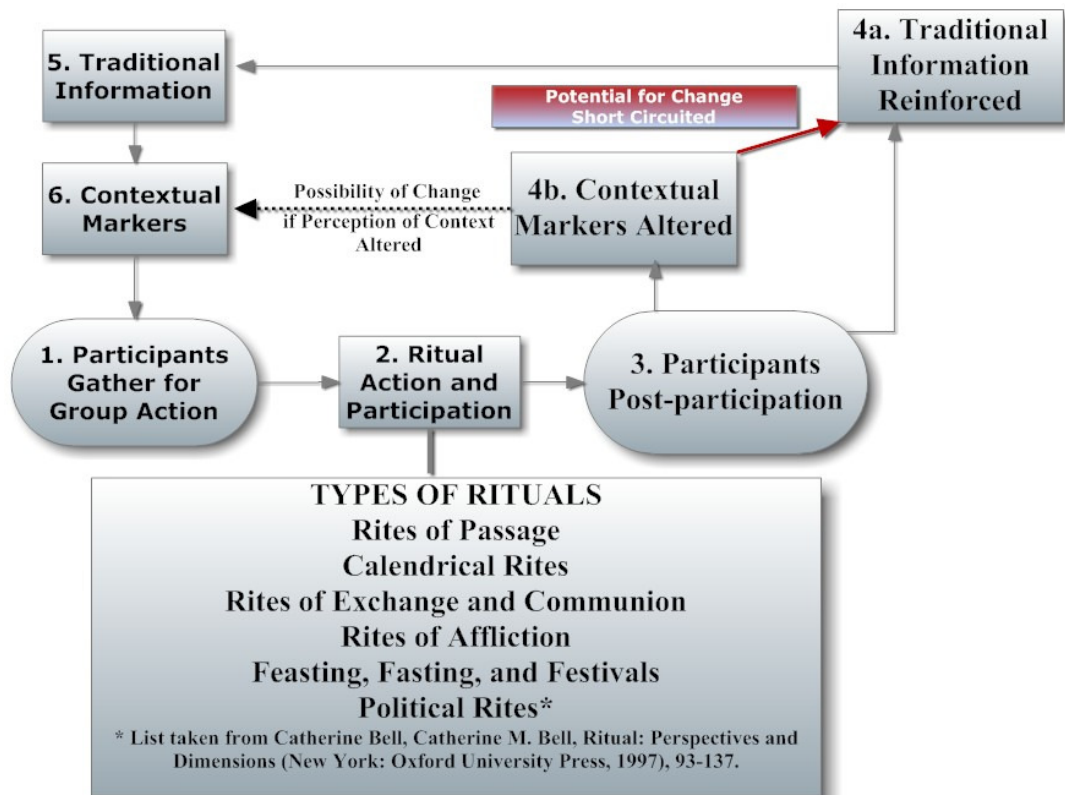 4a. Traditional
Information
Reinforced
5. Traditional
Information
Potential for Change
Short Circuited
6. Contextual
Markers
Possibility of Change
if Perception of Context
Altered
4b. Contextual
Markers Altered
1. Participants
Gather for
Group Action
2. Ritual
Action and
Participation
3. Participants
Post-participation
TYPES OF RITUALS
Rites of Passage
Calendrical Rites
Rites of Exchange and Communion
Rites of Affliction
Feasting, Fasting, and Festivals
Political Rites*
* List taken from Catherine Bell, Catherine M. Bell, Ritual: Perspectives and
Dimensions (New York: Oxford University Press, 1997), 93-137.